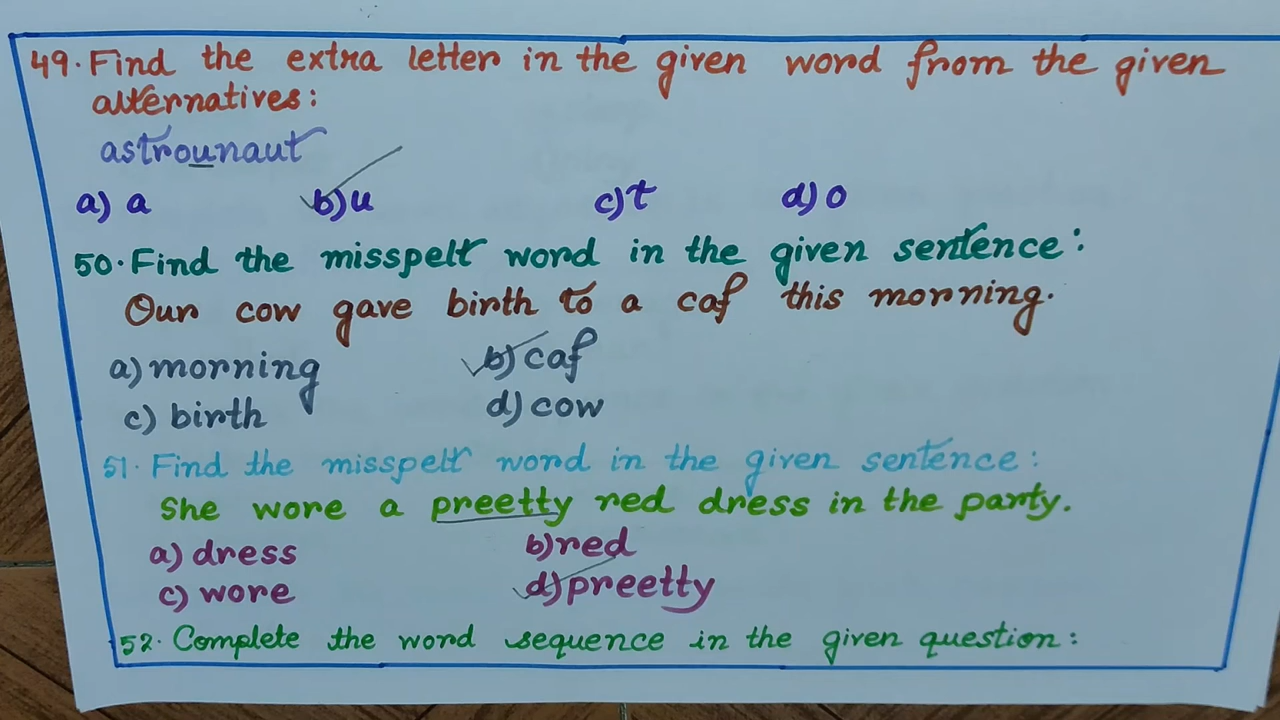 49. Find the extra letter in the given word from the given
alternatives:
astrounaut
a) a b) u c) t d) o
50. Find the misspelt word in the given sentence:
Our cow gave birth to a caf this morning.
a) morning b) caf
c) birth d) cow
51. Find the misspelt word in the given sentence:
She wore a preetty red dress in the party.
a) dress b) red
c) wore d) preetty
52. Complete the word sequence in the given question: